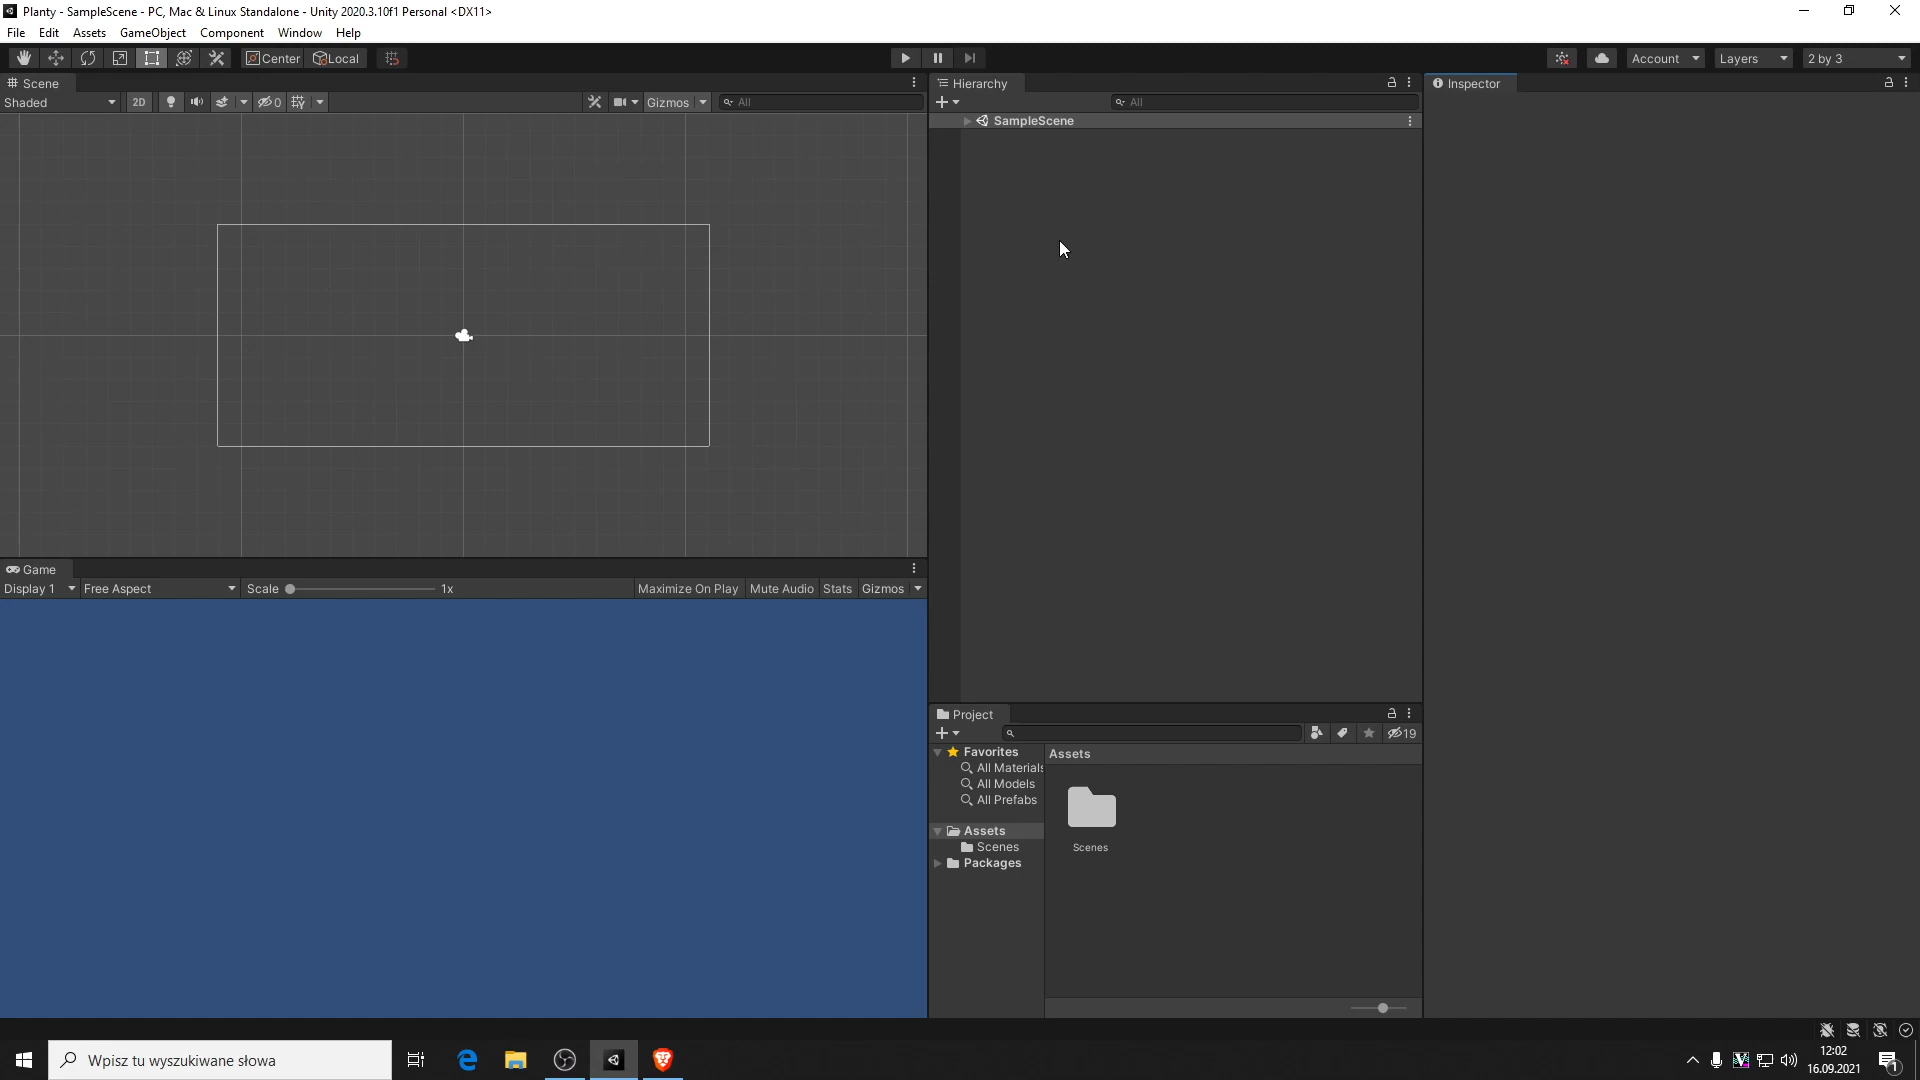 Planty - SampleScene - PC, Mac & Linux Standalone - Unity 2020.3.10f1 Personal <DX11>
File Edit Assets GameObject Component Window Help
Center Local Account Layers 2 by 3
Scene
Shaded 2D 0 Gizmos All
Hierarchy
All
SampleScene
Inspector
Game
Display 1 Free Aspect Scale 1x Maximize On Play Mute Audio Stats Gizmos
Project
19
Favorites
All Materials
All Models
All Prefabs
Assets
Scenes
Packages
Assets
Scenes
Wpisz tu wyszukiwane słowa
12:02
16.09.2021
1